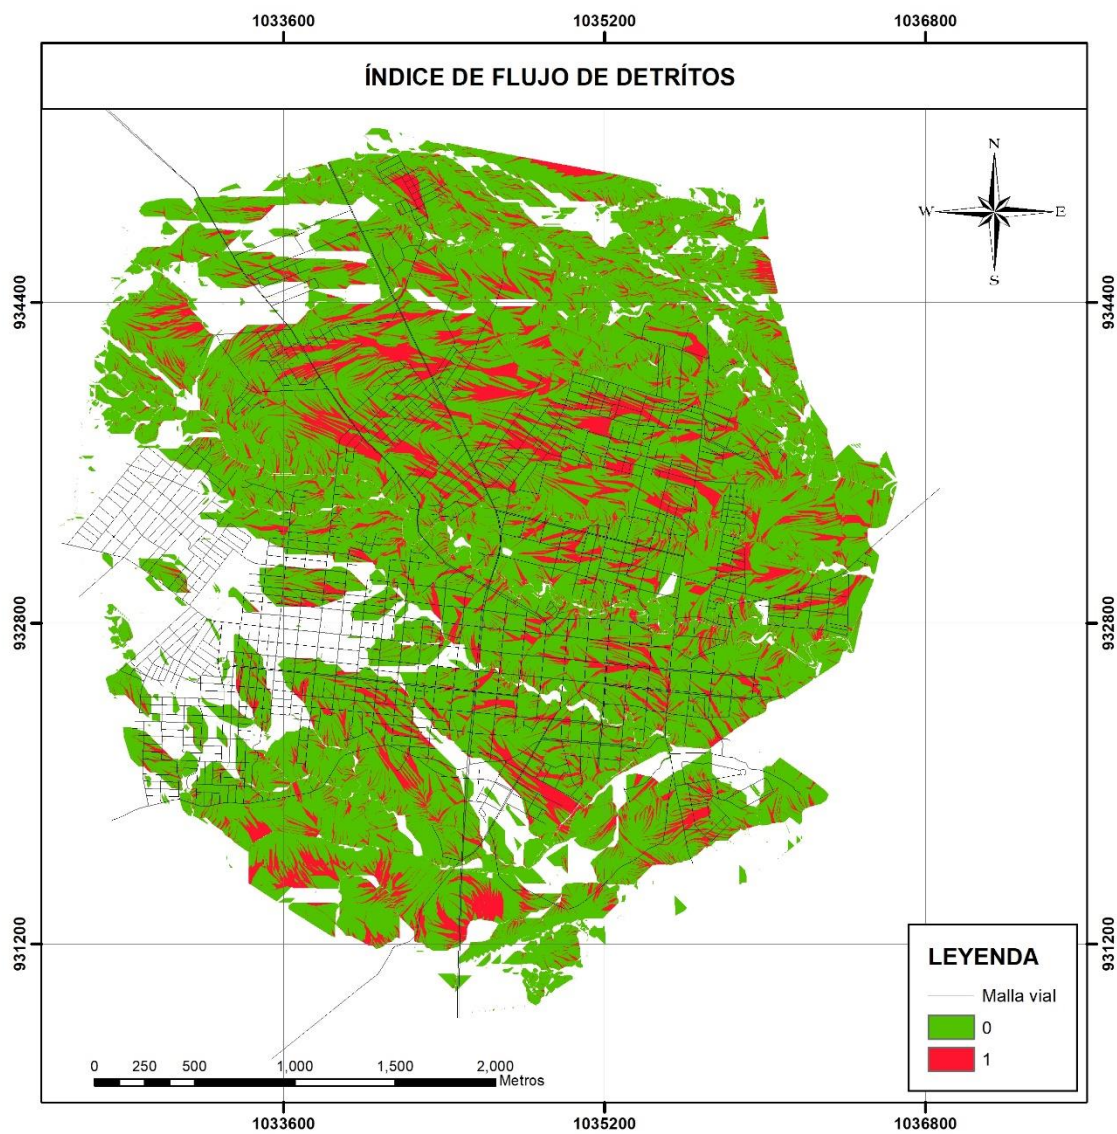 1033600 1035200 1036800
ÍNDICE DE FLUJO DE DETRÍTOS
N
W E
S
934400 934400
932800 932800
931200 931200
LEYENDA
Malla vial
0
1
0 250 500 1,000 1,500 2,000
Metros
1033600 1035200 1036800